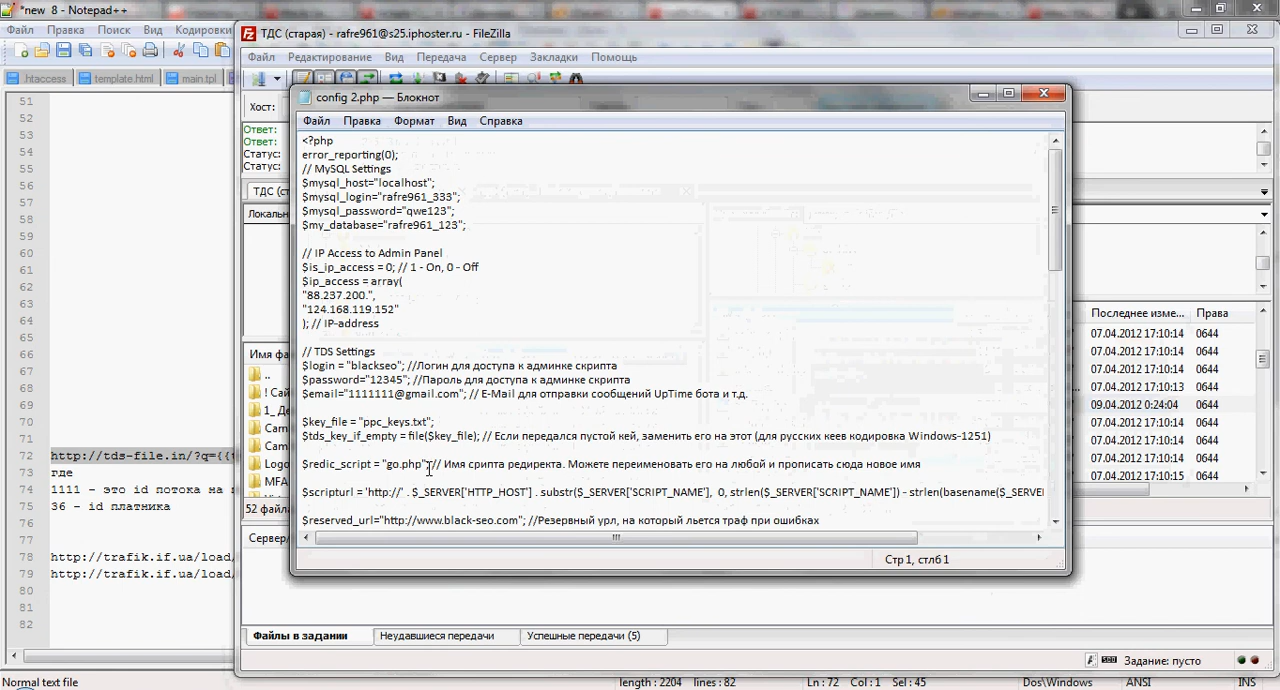 *new  8 - Notepad++
Файл Правка Поиск Вид Кодировки
.htaccess template.html main.tpl
51
52
53
54
55
56
57
58
59
60
61
62
63
64
65
66
67
68
69
70
71
72 http://tds-file.in/?q={{
73 где
74 1111 - это id потока на
75 36 - id платника
76
77
78 http://trafik.if.ua/load/
79 http://trafik.if.ua/load/
80
81
82
Normal text file
length : 2204 lines : 82
Ln : 72 Col : 1 Sel : 45
Dos\Windows
ANSI
INS
ТДС (старая) - rafre961@s25.iphoster.ru - FileZilla
Файл Редактирование Вид Передача Сервер Закладки Помощь
Хост:
Ответ:
Ответ:
Статус:
Статус:
ТДС (ст
Локальн
Имя фа
..
! Сай
1_ Де
Cam
Cam
Logo
MFA
52 файла
Сервер/
Последнее изме... Права
07.04.2012 17:10:14 0644
07.04.2012 17:10:14 0644
07.04.2012 17:10:14 0644
07.04.2012 17:10:13 0644
09.04.2012 0:24:04 0644
07.04.2012 17:10:14 0644
07.04.2012 17:10:14 0644
07.04.2012 17:10:14 0644
07.04.2012 17:10:15 0644
Файлы в задании Неудавшиеся передачи Успешные передачи (5)
Задание: пусто
config 2.php — Блокнот
Файл Правка Формат Вид Справка
<?php
error_reporting(0);
// MySQL Settings
$mysql_host="localhost";
$mysql_login="rafre961_333";
$mysql_password="qwe123";
$my_database="rafre961_123";
// IP Access to Admin Panel
$is_ip_access = 0; // 1 - On, 0 - Off
$ip_access = array(
"88.237.200.",
"124.168.119.152"
); // IP-address
// TDS Settings
$login = "blackseo"; //Логин для доступа к админке скрипта
$password="12345"; //Пароль для доступа к админке скрипта
$email="1111111@gmail.com"; // E-Mail для отправки сообщений UpTime бота и т.д.
$key_file = "ppc_keys.txt";
$tds_key_if_empty = file($key_file); // Если передался пустой кей, заменить его на этот (для русских кеев кодировка Windows-1251)
$redic_script = "go.php"; // Имя срипта редиректа. Можете переименовать его на любой и прописать сюда новое имя
$scripturl = 'http://' . $_SERVER['HTTP_HOST'] . substr($_SERVER['SCRIPT_NAME'], 0, strlen($_SERVER['SCRIPT_NAME']) - strlen(basename($_SERVER
$reserved_url="http://www.black-seo.com"; //Резервный урл, на который льется траф при ошибках
Стр 1, стлб 1